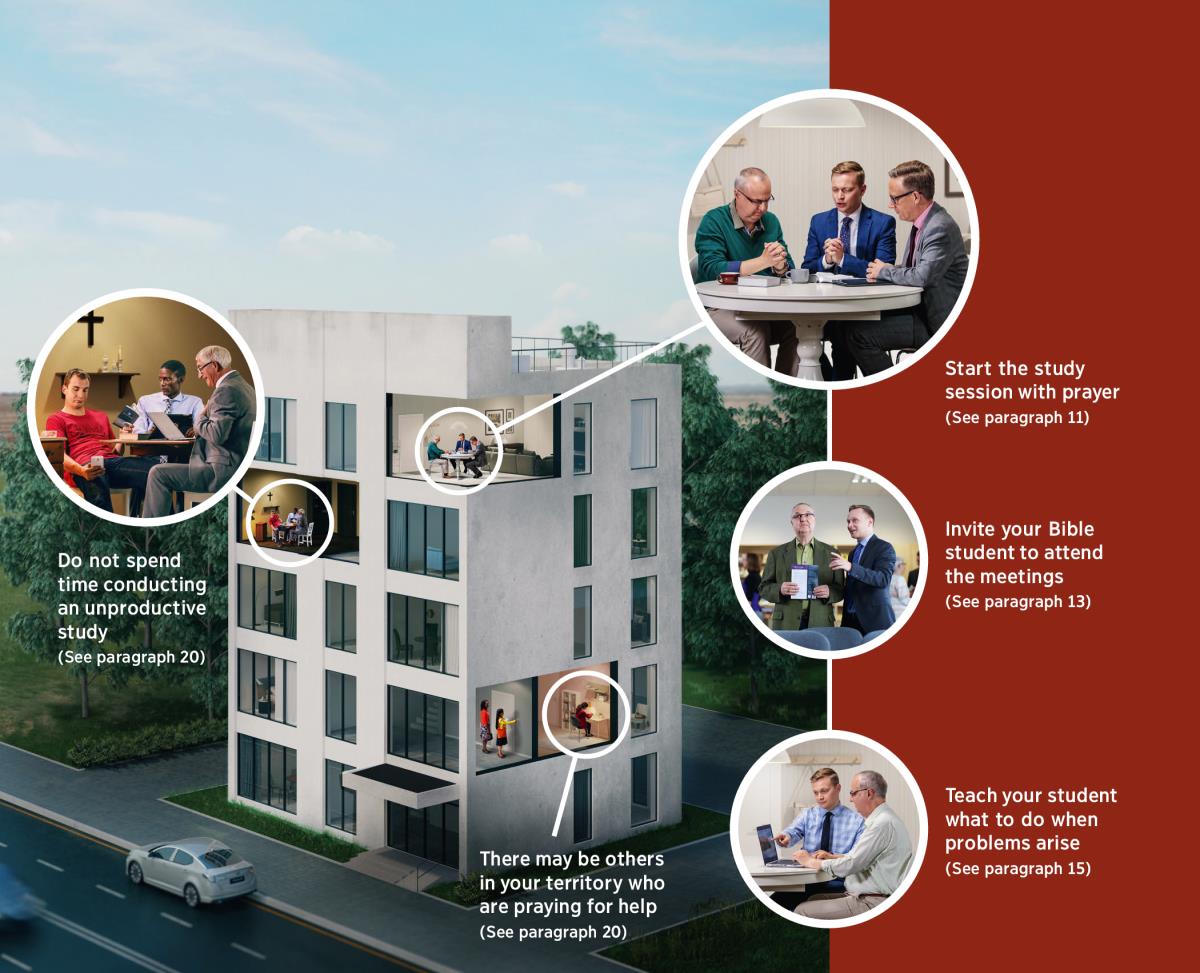 Start the study
session with prayer
(See paragraph 11)
Invite your Bible
student to attend
the meetings
(See paragraph 13)
Teach your student
what to do when
problems arise
(See paragraph 15)
Do not spend
time conducting
an unproductive
study
(See paragraph 20)
There may be others
in your territory who
are praying for help
(See paragraph 20)